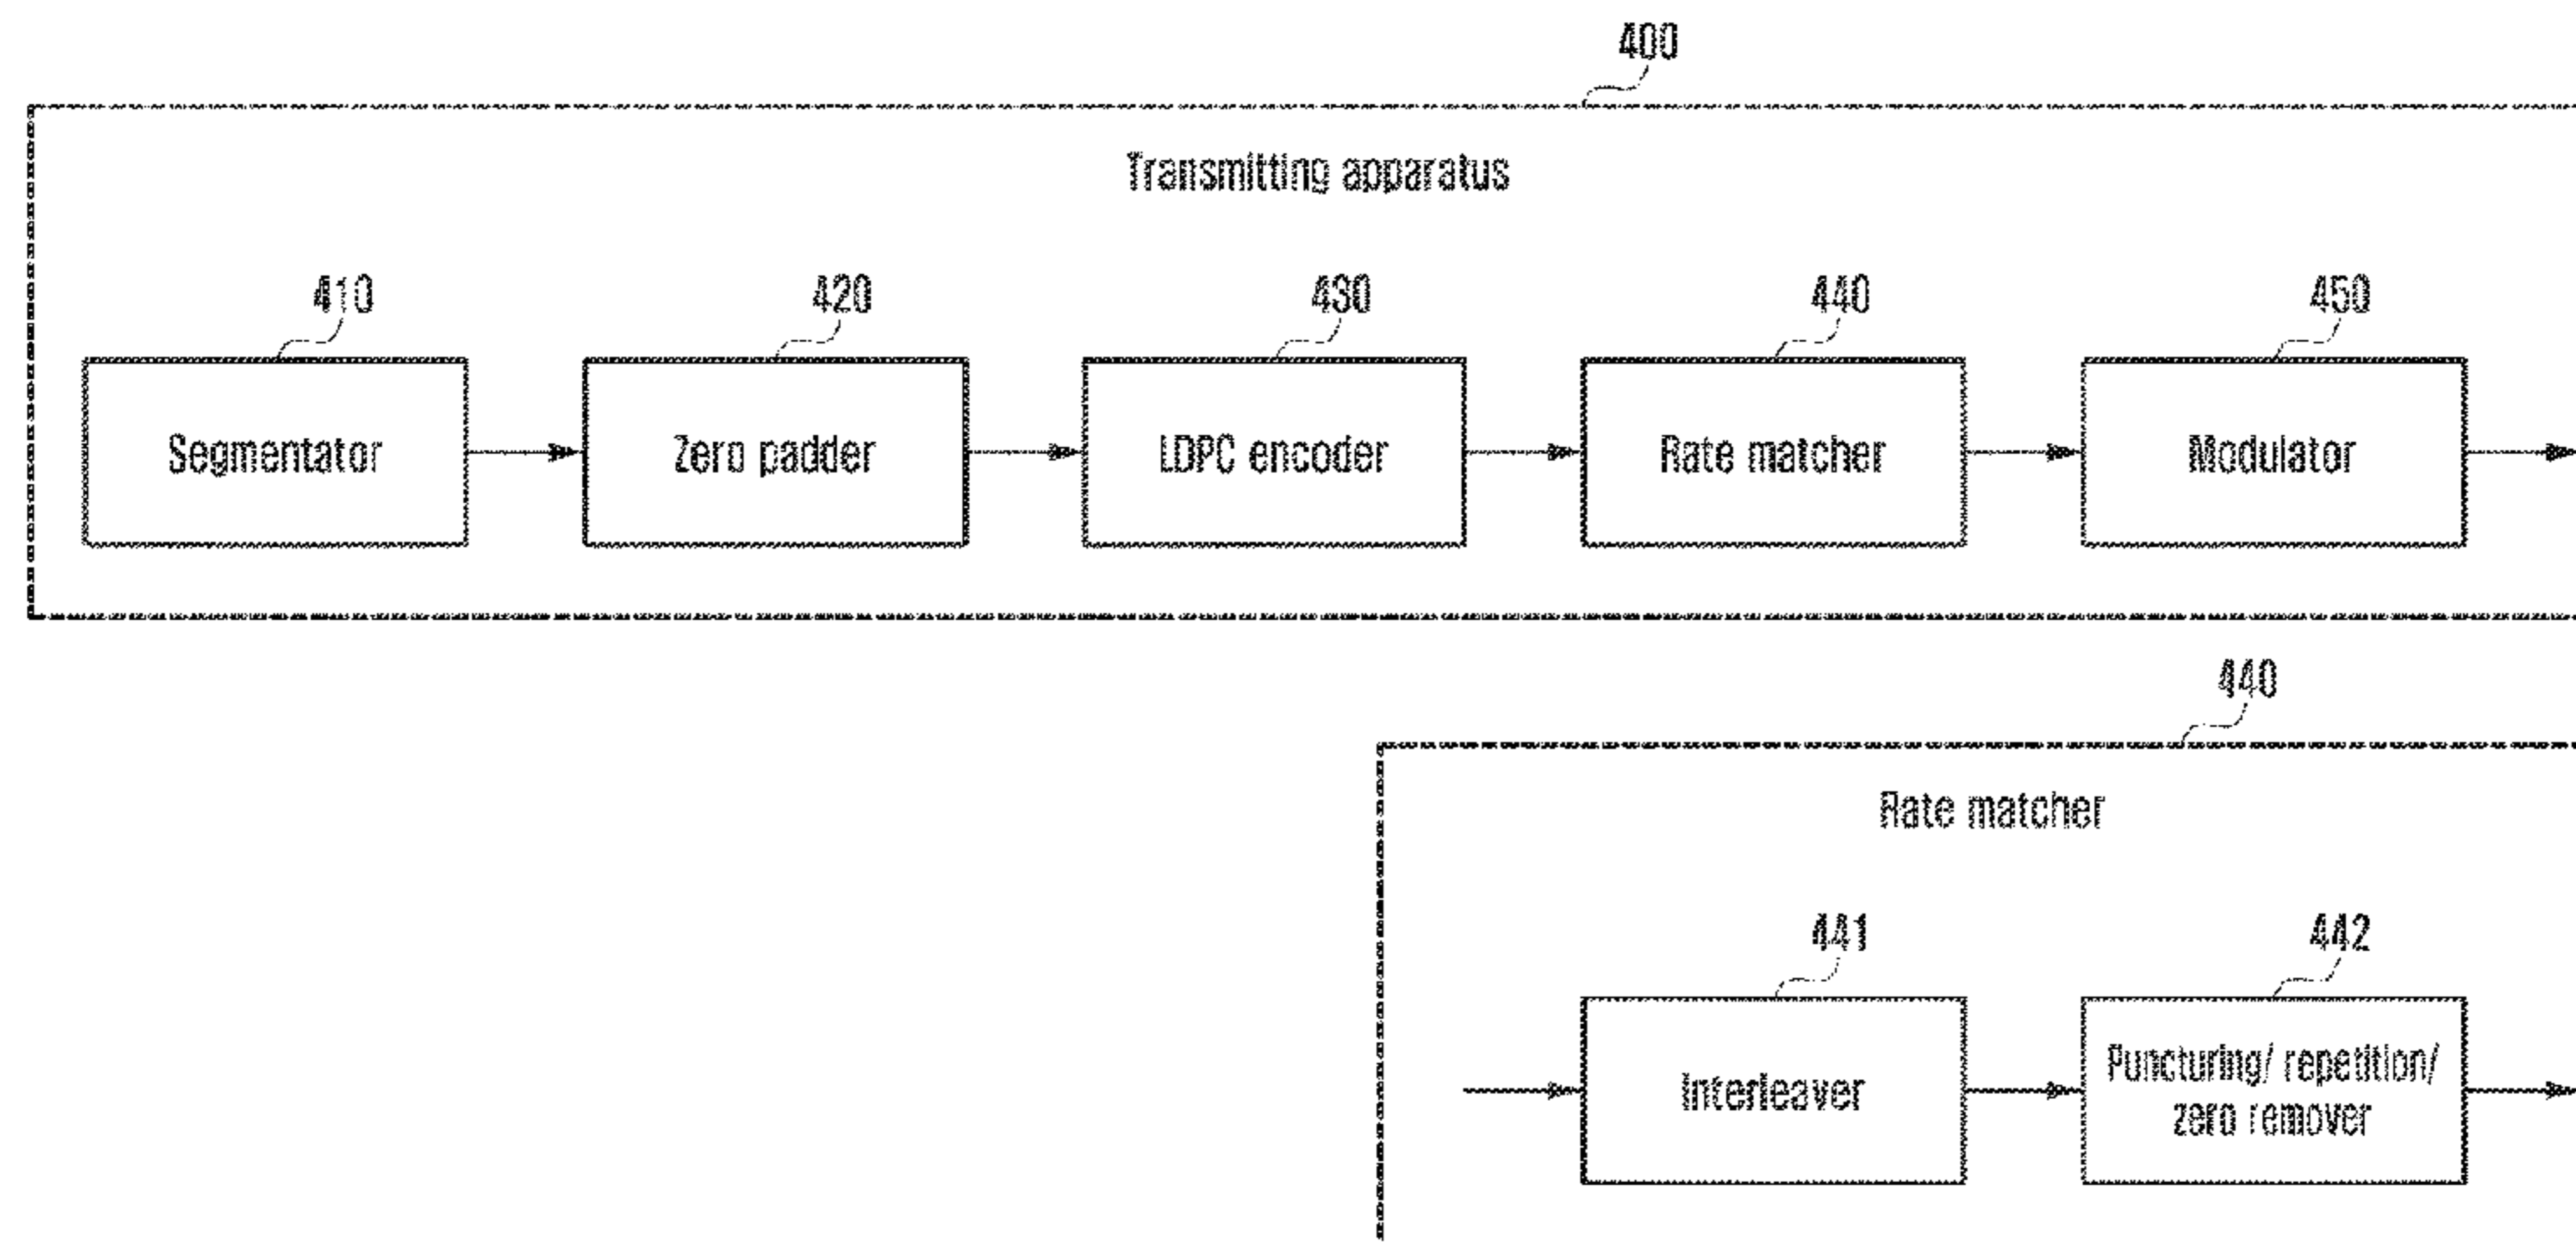 400
Transmitting apparatus
410 420 430 440 450
Segmentator Zero padder LDPC encoder Rate matcher Modulator
440
Rate matcher
441 442
Interleaver
Puncturing/ repetition/
zero remover